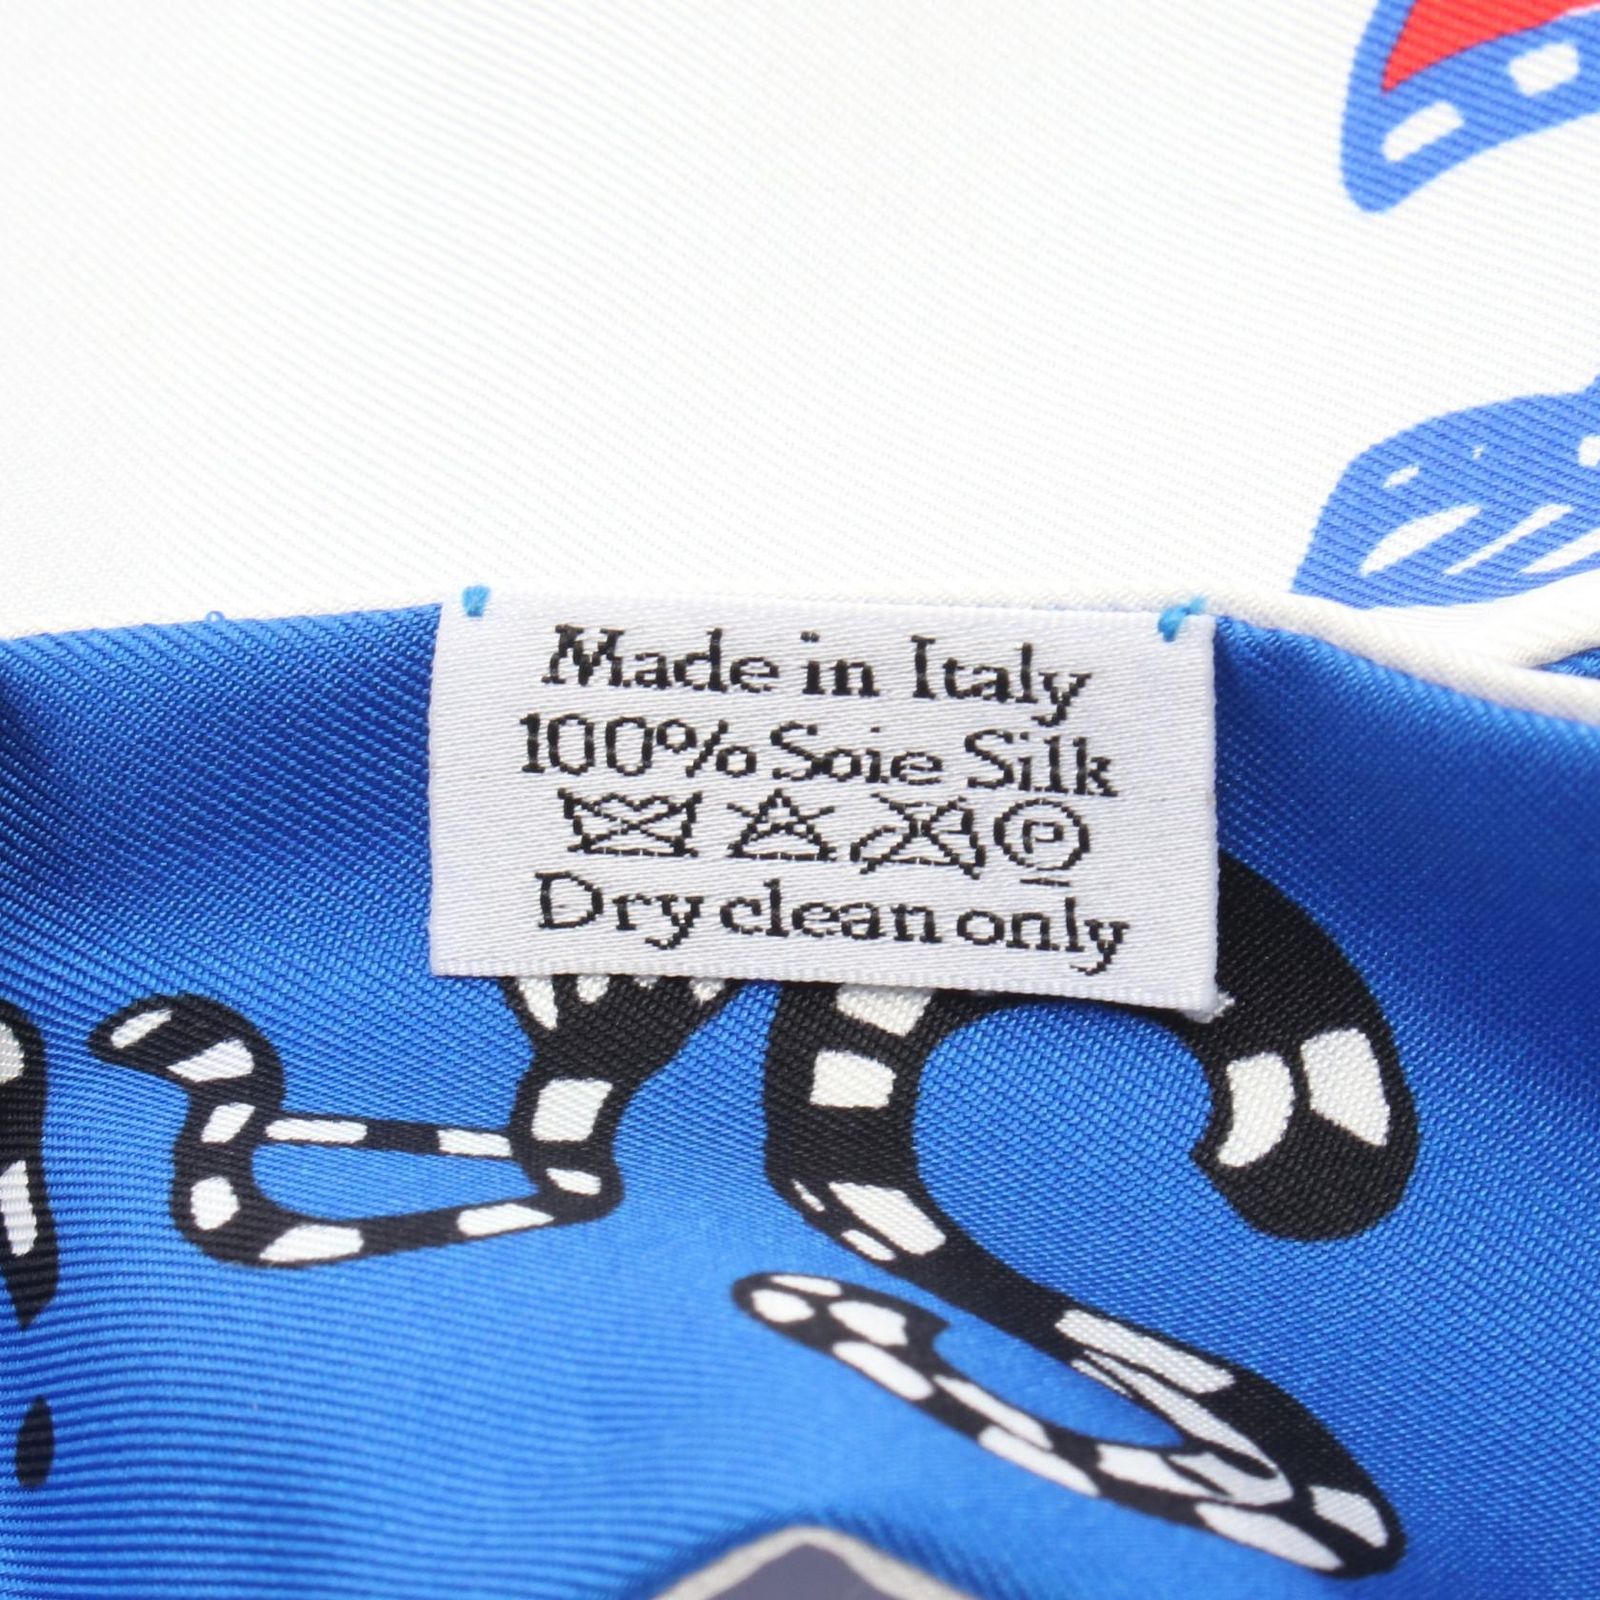 Made in Italy
100% Soie Silk
P
Dry clean only